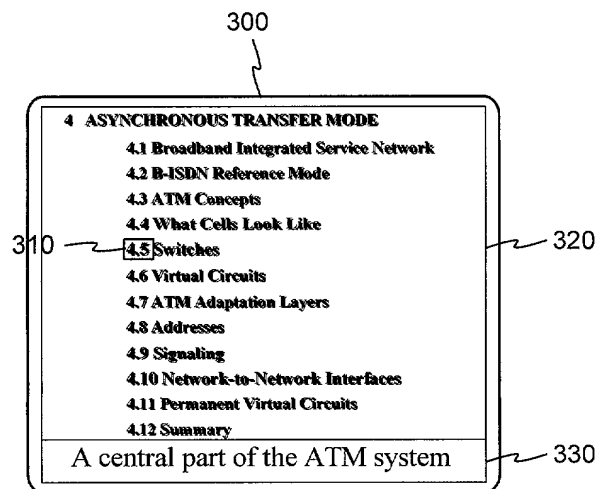 300
4 ASYNCHRONOUS TRANSFER MODE
4.1 Broadband Integrated Service Network
4.2 B-ISDN Reference Mode
4.3 ATM Concepts
4.4 What Cells Look Like
310 4.5 Switches 320
4.6 Virtual Circuits
4.7 ATM Adaptation Layers
4.8 Addresses
4.9 Signaling
4.10 Network-to-Network Interfaces
4.11 Permanent Virtual Circuits
4.12 Summary
A central part of the ATM system 330